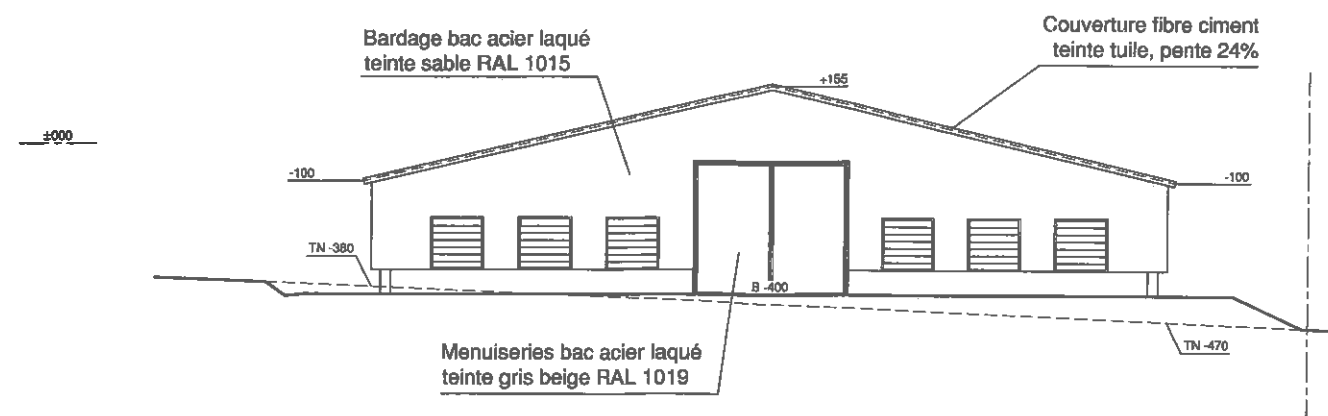 Bardage bac acier laqué
teinte sable RAL 1015
Couverture fibre ciment
teinte tuile, pente 24%
+155
±000
-100
-100
TN -380
B -400
TN -470
Menuiseries bac acier laqué
teinte gris beige RAL 1019